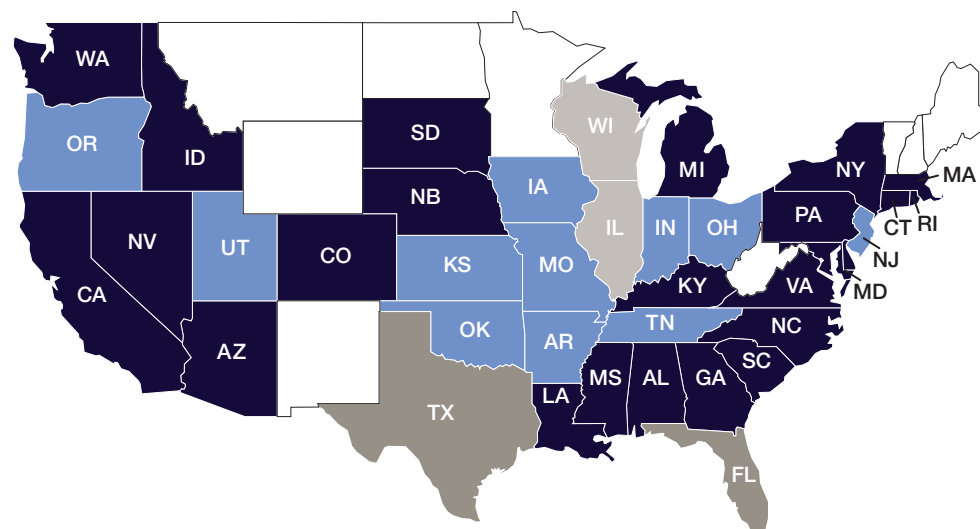 WA
OR
ID
SD
WI
MI
NY
MA
NB
IA
PA
CT
RI
NV
UT
CO
IL
IN
OH
NJ
KS
MO
KY
VA
MD
CA
AZ
OK
AR
TN
NC
SC
MS
AL
GA
LA
TX
FL